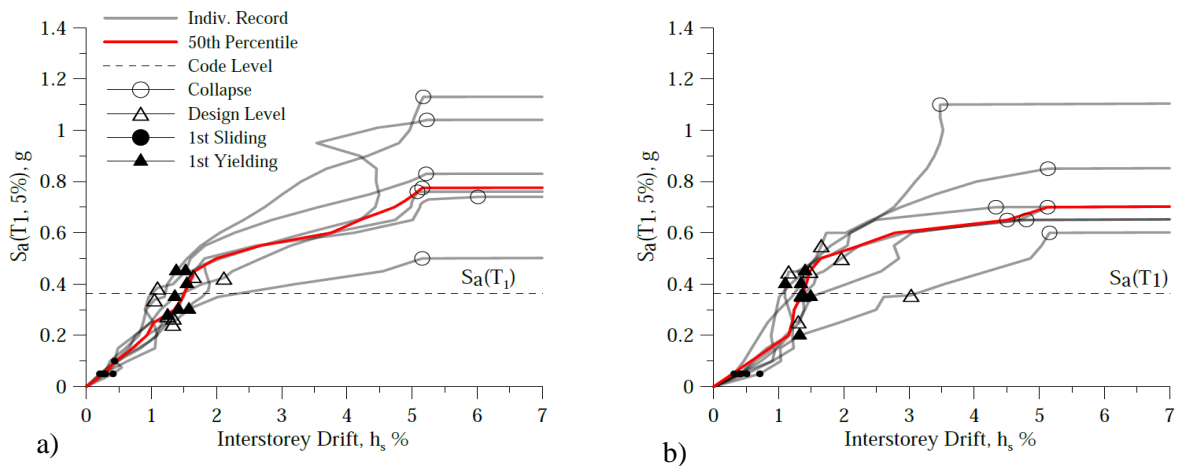 1.4
1.2
1
0.8
0.6
0.4
0.2
0
Sa(T1, 5%), g
Indiv. Record
50th Percentile
Code Level
Collapse
Design Level
1st Sliding
1st Yielding
Sa(T₁)
0 1 2 3 4 5 6 7
Interstorey Drift, hₛ %
a)
1.4
1.2
1
0.8
0.6
0.4
0.2
0
Sa(T1, 5%), g
Sa(T1)
0 1 2 3 4 5 6 7
Interstorey Drift, hₛ %
b)